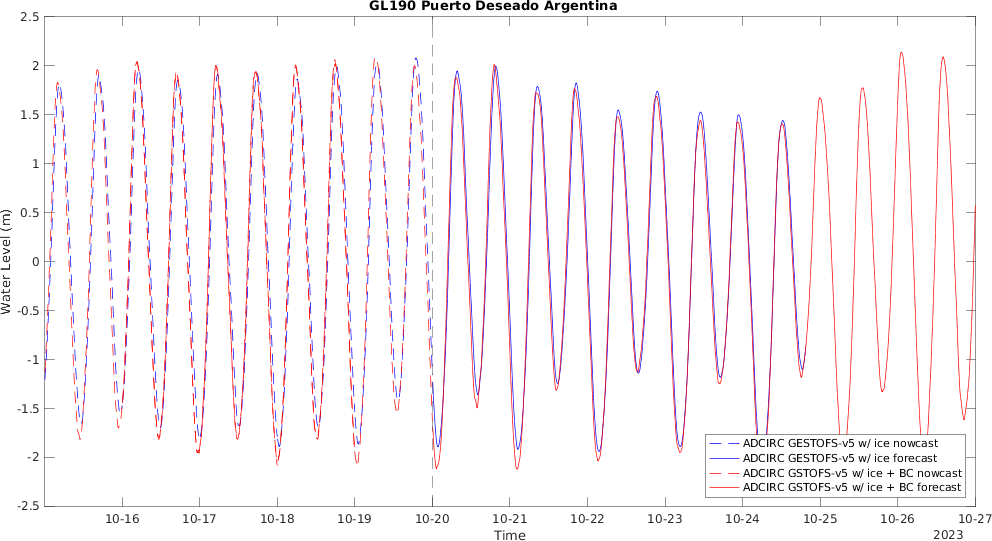 GL190 Puerto Deseado Argentina
2.5
2
1.5
1
0.5
0
-0.5
-1
-1.5
-2
-2.5
Water Level (m)
ADCIRC GESTOFS-v5 w/ ice nowcast
ADCIRC GESTOFS-v5 w/ ice forecast
ADCIRC GSTOFS-v5 w/ ice + BC nowcast
ADCIRC GSTOFS-v5 w/ ice + BC forecast
10-16 10-17 10-18 10-19 10-20 10-21 10-22 10-23 10-24 10-25 10-26 10-27
Time
2023